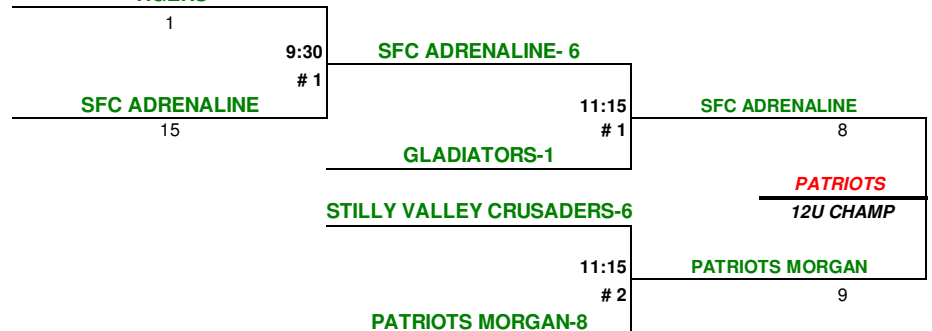 1
9:30
SFC ADRENALINE- 6
# 1
SFC ADRENALINE
15
11:15
# 1
SFC ADRENALINE
8
GLADIATORS-1
PATRIOTS
12U CHAMP
STILLY VALLEY CRUSADERS-6
11:15
# 2
PATRIOTS MORGAN
9
PATRIOTS MORGAN-8